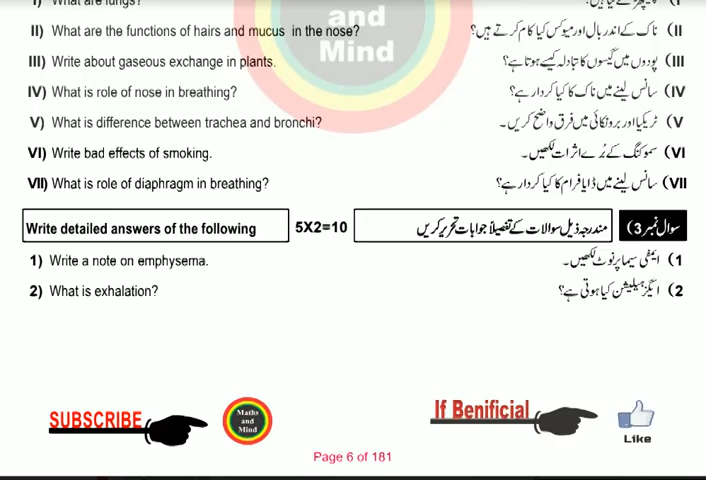 I) What are lungs?
and
Mind
II) What are the functions of hairs and mucus in the nose? ناک کے اندر بال اور میوکس کیا کام کرتے ہیں؟ (II
III) Write about gaseous exchange in plants. پودوں میں گیسوں کا تبادلہ کیسے ہوتا ہے؟ (III
IV) What is role of nose in breathing? سانس لینے میں ناک کا کیا کردار ہے؟ (IV
V) What is difference between trachea and bronchi? ٹریکیا اور برونکائی میں فرق واضح کریں۔ (V
VI) Write bad effects of smoking. سموکنگ کے بُرے اثرات لکھیں۔ (VI
VII) What is role of diaphragm in breathing? سانس لینے میں ڈایا فرام کا کیا کردار ہے؟ (VII
Write detailed answers of the following 5X2=10 مندرجہ ذیل سوالات کے تفصیلاً جوابات تحریر کریں سوال نمبر 3)
1) Write a note on emphysema. ایمفی سیما پر نوٹ لکھیں۔ (1
2) What is exhalation? ایگزہیلیشن کیا ہوتی ہے؟ (2
SUBSCRIBE
Maths
and
Mind
If Benificial
Like
Page 6 of 181